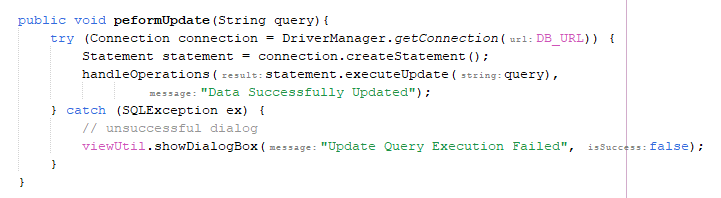 public void peformUpdate(String query){
try (Connection connection = DriverManager.getConnection( url: DB_URL)) {
Statement statement = connection.createStatement();
handleOperations( result: statement.executeUpdate( string: query),
message: "Data Successfully Updated");
} catch (SQLException ex) {
// unsuccessful dialog
viewUtil.showDialogBox( message: "Update Query Execution Failed", isSuccess: false);
}
}